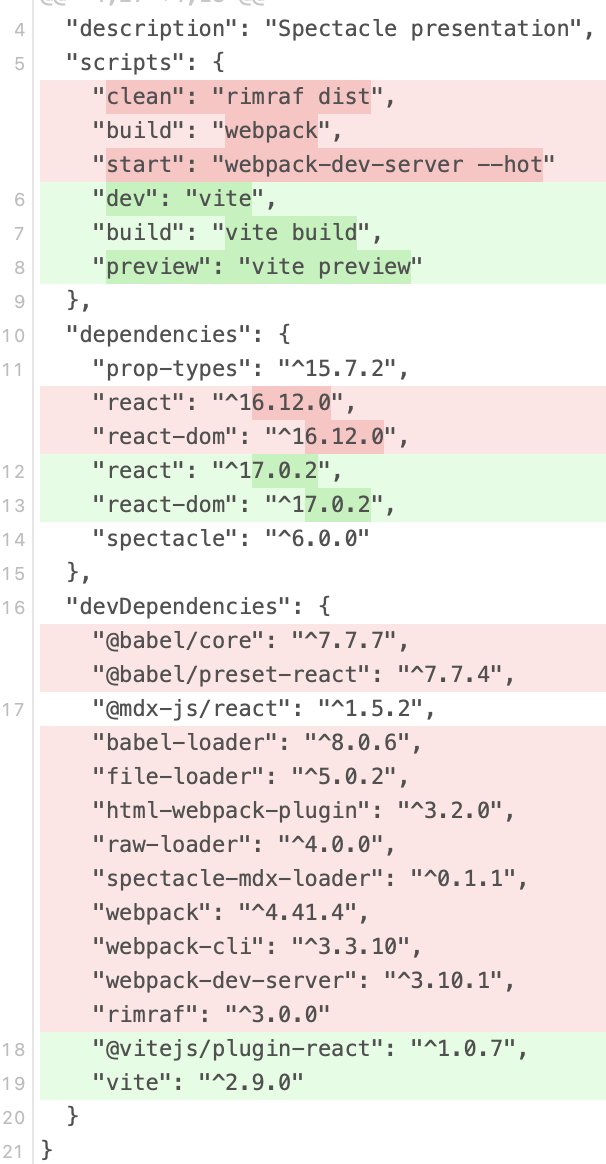 4 "description": "Spectacle presentation",
5 "scripts": {
"clean": "rimraf dist",
"build": "webpack",
"start": "webpack-dev-server --hot"
6 "dev": "vite",
7 "build": "vite build",
8 "preview": "vite preview"
9 },
10 "dependencies": {
11 "prop-types": "^15.7.2",
"react": "^16.12.0",
"react-dom": "^16.12.0",
12 "react": "^17.0.2",
13 "react-dom": "^17.0.2",
14 "spectacle": "^6.0.0"
15 },
16 "devDependencies": {
"@babel/core": "^7.7.7",
"@babel/preset-react": "^7.7.4",
17 "@mdx-js/react": "^1.5.2",
"babel-loader": "^8.0.6",
"file-loader": "^5.0.2",
"html-webpack-plugin": "^3.2.0",
"raw-loader": "^4.0.0",
"spectacle-mdx-loader": "^0.1.1",
"webpack": "^4.41.4",
"webpack-cli": "^3.3.10",
"webpack-dev-server": "^3.10.1",
"rimraf": "^3.0.0"
18 "@vitejs/plugin-react": "^1.0.7",
19 "vite": "^2.9.0"
20 }
21 }